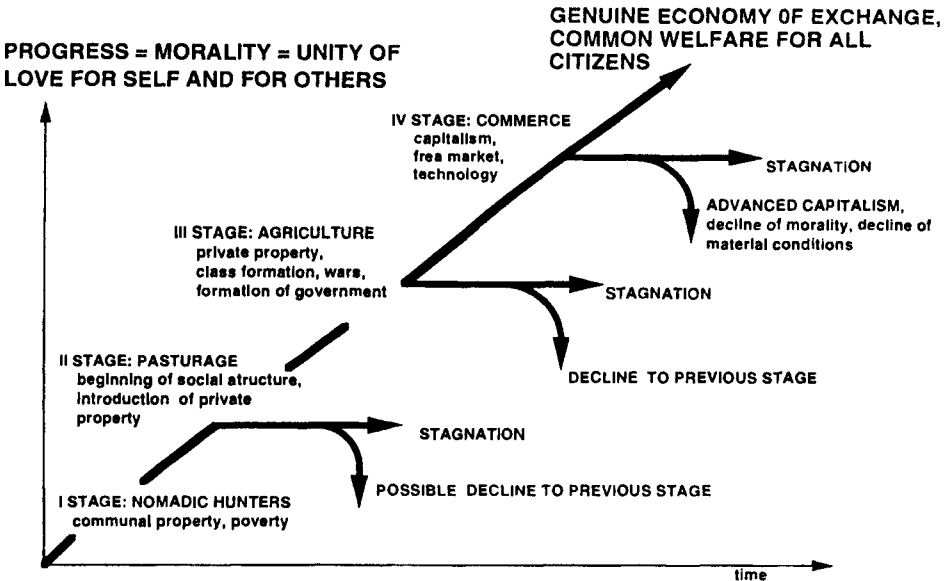 PROGRESS = MORALITY = UNITY OF
LOVE FOR SELF AND FOR OTHERS
GENUINE ECONOMY OF EXCHANGE,
COMMON WELFARE FOR ALL
CITIZENS
IV STAGE: COMMERCE
capitalism,
frea market,
technology
STAGNATION
ADVANCED CAPITALISM,
decline of morality, decline of
material conditions
III STAGE: AGRICULTURE
private property,
class formation, wars,
formation of government
STAGNATION
DECLINE TO PREVIOUS STAGE
II STAGE: PASTURAGE
beginning of social atructure,
introduction of private
property
STAGNATION
POSSIBLE DECLINE TO PREVIOUS STAGE
I STAGE: NOMADIC HUNTERS
communal property, poverty
time